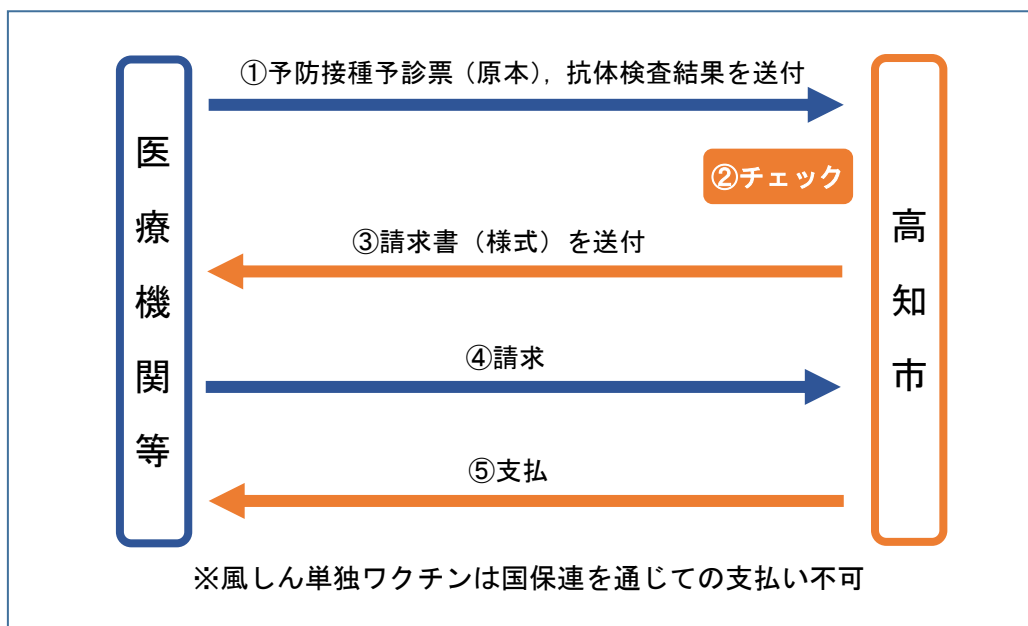 ①予防接種予診票（原本），抗体検査結果を送付
医療機関等
②チェック
高知市
③請求書（様式）を送付
④請求
⑤支払
※風しん単独ワクチンは国保連を通じての支払い不可